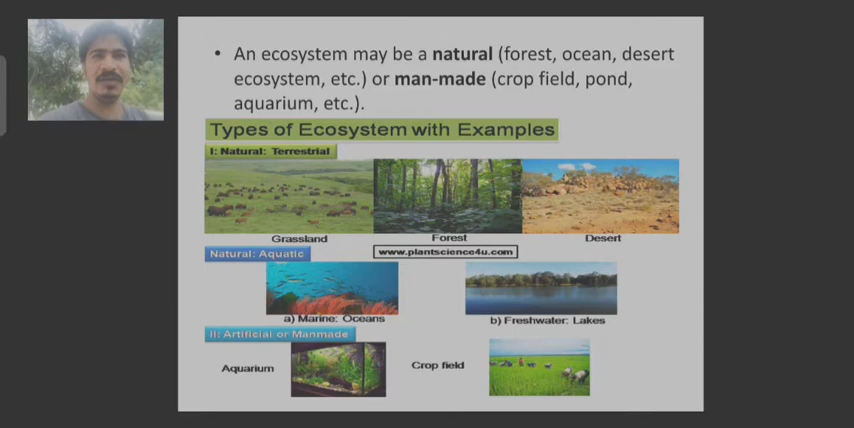 • An ecosystem may be a natural (forest, ocean, desert
ecosystem, etc.) or man-made (crop field, pond,
aquarium, etc.).
Types of Ecosystem with Examples
I: Natural: Terrestrial
Grassland
Forest
Desert
Natural: Aquatic
www.plantscience4u.com
a) Marine: Oceans
b) Freshwater: Lakes
II: Artificial or Manmade
Aquarium
Crop field